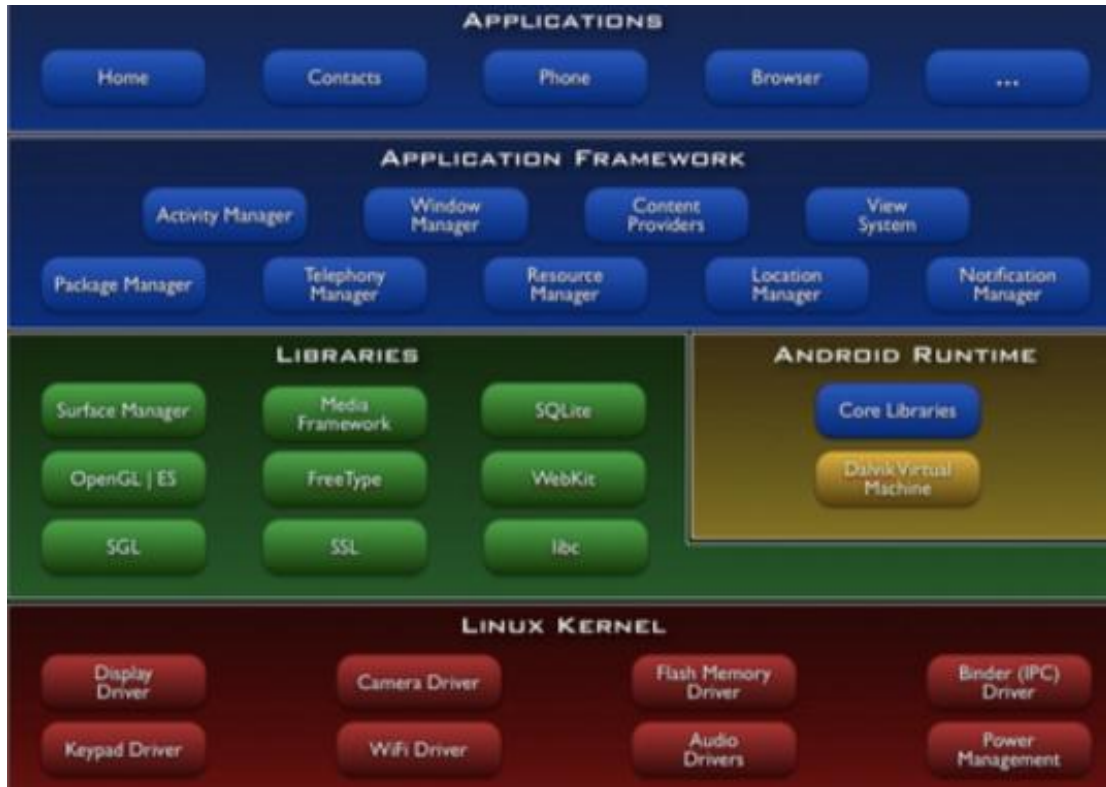 APPLICATIONS
Home
Contacts
Phone
Browser
...
APPLICATION FRAMEWORK
Activity Manager
Window
Manager
Content
Providers
View
System
Package Manager
Telephony
Manager
Resource
Manager
Location
Manager
Notification
Manager
LIBRARIES
Surface Manager
Media
Framework
SQLite
OpenGL | ES
FreeType
WebKit
SGL
SSL
libc
ANDROID RUNTIME
Core Libraries
Dalvik Virtual
Machine
LINUX KERNEL
Display
Driver
Camera Driver
Flash Memory
Driver
Binder (IPC)
Driver
Keypad Driver
WiFi Driver
Audio
Drivers
Power
Management